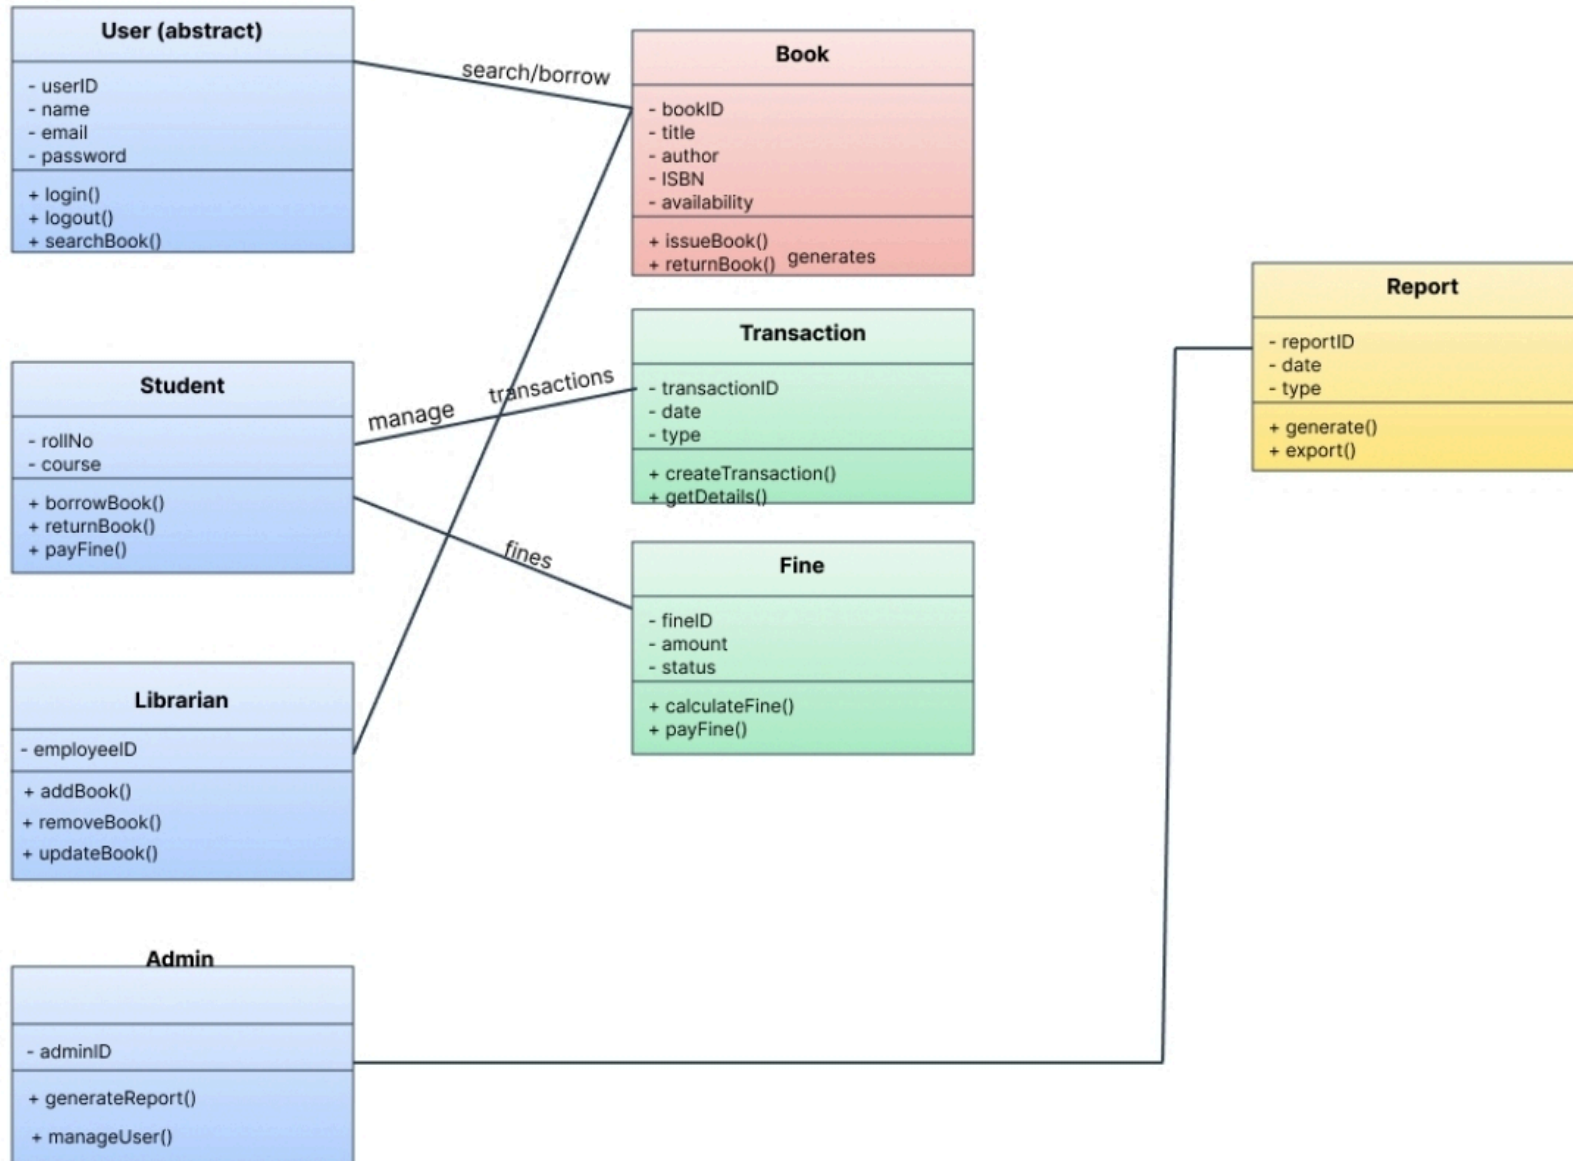 User (abstract)
- userID
- name
- email
- password
+ login()
+ logout()
+ searchBook()
search/borrow
Book
- bookID
- title
- author
- ISBN
- availability
+ issueBook()
+ returnBook()
generates
Student
- rollNo
- course
+ borrowBook()
+ returnBook()
+ payFine()
manage transactions
Transaction
- transactionID
- date
- type
+ createTransaction()
+ getDetails()
fines
Fine
- fineID
- amount
- status
+ calculateFine()
+ payFine()
Report
- reportID
- date
- type
+ generate()
+ export()
Librarian
- employeeID
+ addBook()
+ removeBook()
+ updateBook()
Admin
- adminID
+ generateReport()
+ manageUser()